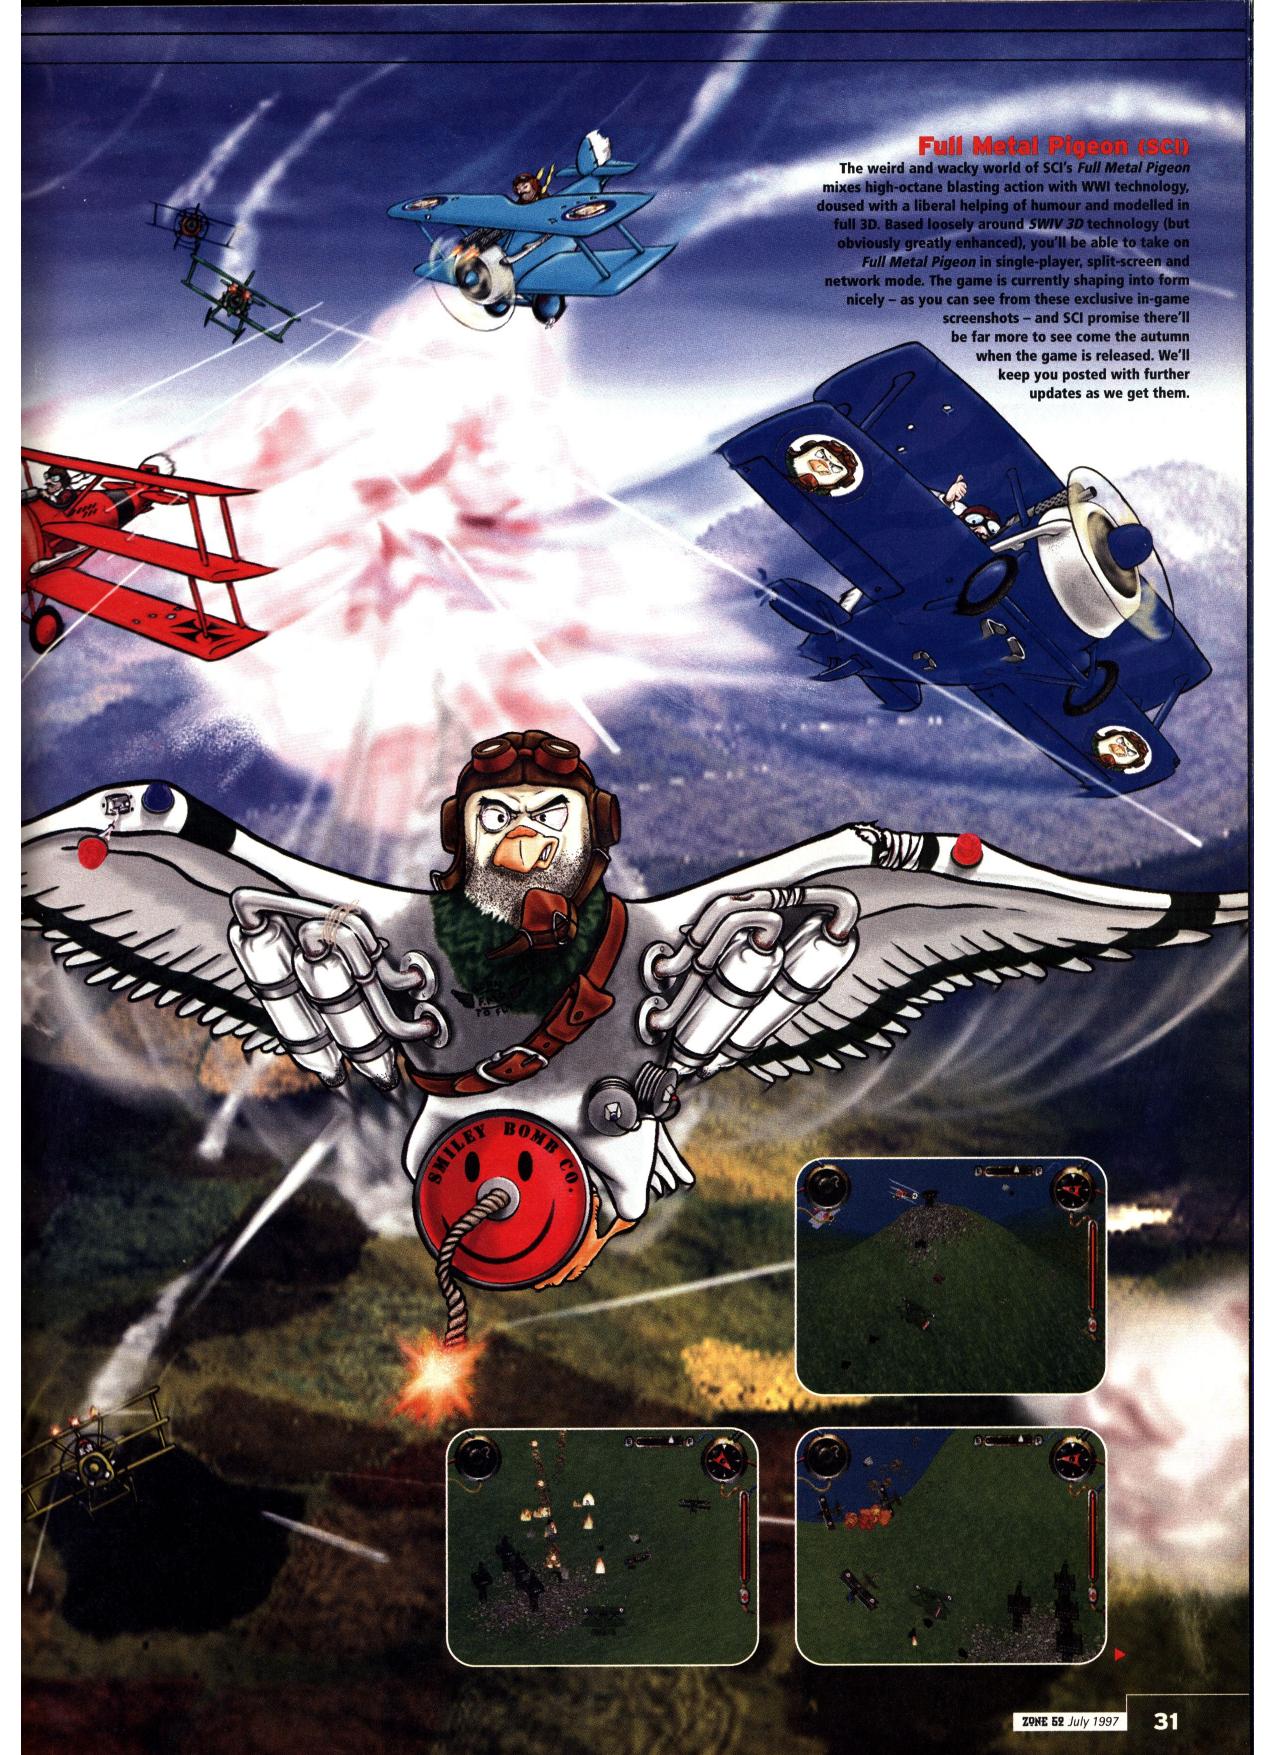 Full Metal Pigeon (SCI)
The weird and wacky world of SCI's Full Metal Pigeon
mixes high-octane blasting action with WWI technology,
doused with a liberal helping of humour and modelled in
full 3D. Based loosely around SWIV 3D technology (but
obviously greatly enhanced), you'll be able to take on
Full Metal Pigeon in single-player, split-screen and
network mode. The game is currently shaping into form
nicely – as you can see from these exclusive in-game
screenshots – and SCI promise there'll
be far more to see come the autumn
when the game is released. We'll
keep you posted with further
updates as we get them.
TO FLY
SMILEY BOMB CO.
ZONE 52 July 1997 31